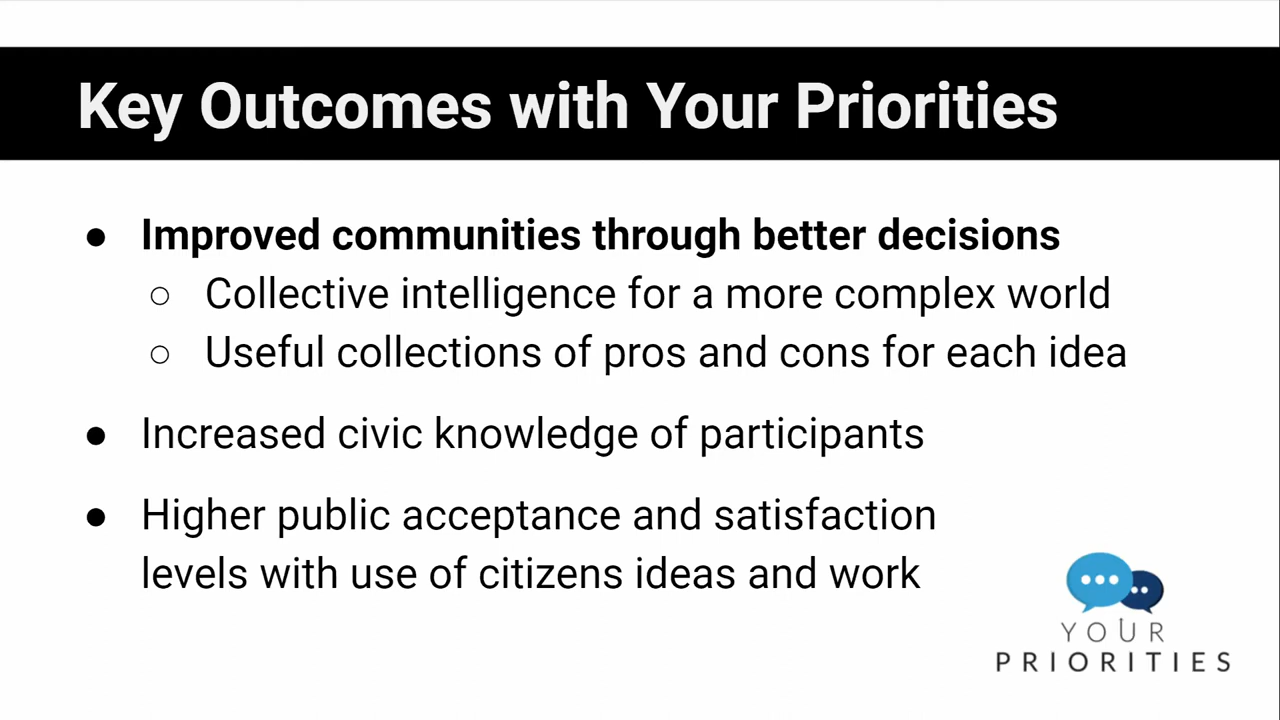 Key Outcomes with Your Priorities
● Improved communities through better decisions
○ Collective intelligence for a more complex world
○ Useful collections of pros and cons for each idea
● Increased civic knowledge of participants
● Higher public acceptance and satisfaction
levels with use of citizens ideas and work
YOUR
PRIORITIES